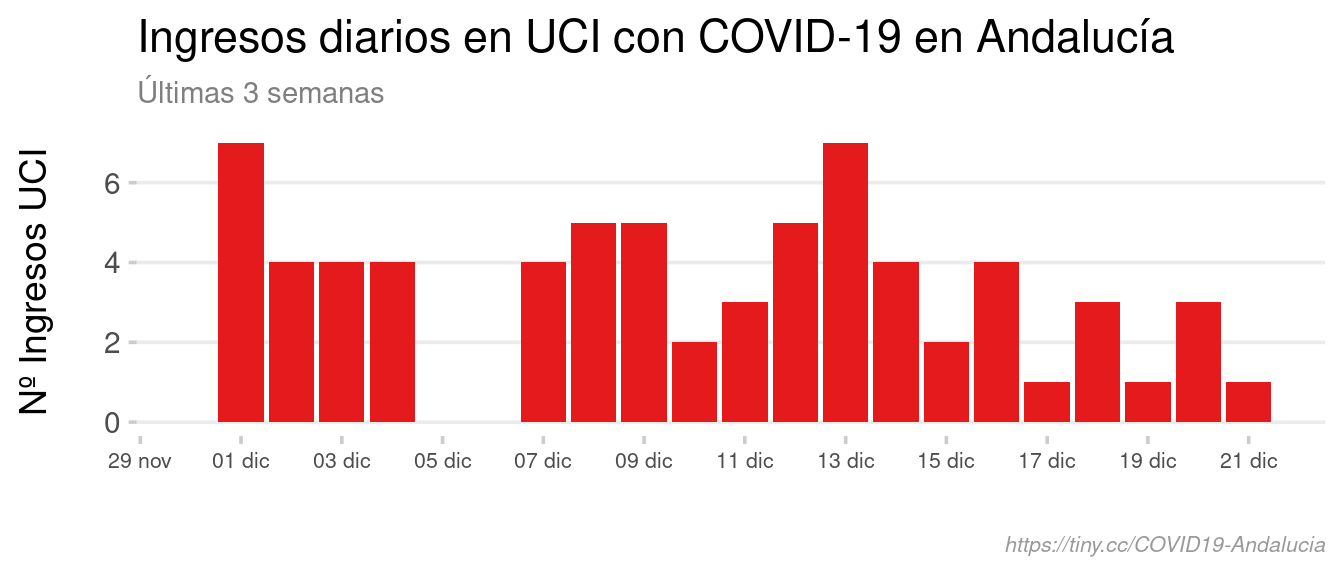 Ingresos diarios en UCI con COVID-19 en Andalucía
Últimas 3 semanas
Nº Ingresos UCI
6
4
2
0
29 nov 01 dic 03 dic 05 dic 07 dic 09 dic 11 dic 13 dic 15 dic 17 dic 19 dic 21 dic
https://tiny.cc/COVID19-Andalucia